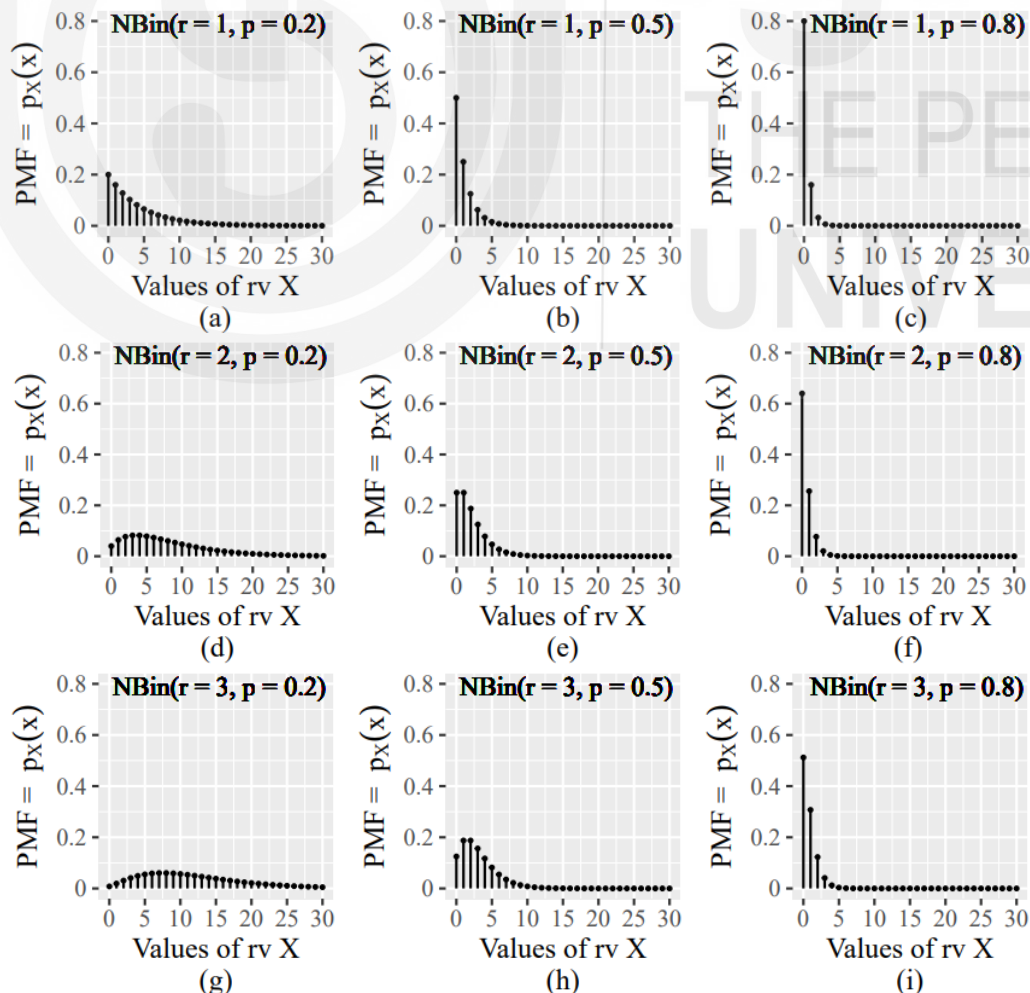 NBin(r = 1, p = 0.2)
PMF = pX(x)
0.8
0.6
0.4
0.2
0
0 5 10 15 20 25 30
Values of rv X
(a)
NBin(r = 1, p = 0.5)
PMF = pX(x)
0.8
0.6
0.4
0.2
0
0 5 10 15 20 25 30
Values of rv X
(b)
NBin(r = 1, p = 0.8)
PMF = pX(x)
0.8
0.6
0.4
0.2
0
0 5 10 15 20 25 30
Values of rv X
(c)
THE PE
UNIVE
NBin(r = 2, p = 0.2)
PMF = pX(x)
0.8
0.6
0.4
0.2
0
0 5 10 15 20 25 30
Values of rv X
(d)
NBin(r = 2, p = 0.5)
PMF = pX(x)
0.8
0.6
0.4
0.2
0
0 5 10 15 20 25 30
Values of rv X
(e)
NBin(r = 2, p = 0.8)
PMF = pX(x)
0.8
0.6
0.4
0.2
0
0 5 10 15 20 25 30
Values of rv X
(f)
NBin(r = 3, p = 0.2)
PMF = pX(x)
0.8
0.6
0.4
0.2
0
0 5 10 15 20 25 30
Values of rv X
(g)
NBin(r = 3, p = 0.5)
PMF = pX(x)
0.8
0.6
0.4
0.2
0
0 5 10 15 20 25 30
Values of rv X
(h)
NBin(r = 3, p = 0.8)
PMF = pX(x)
0.8
0.6
0.4
0.2
0
0 5 10 15 20 25 30
Values of rv X
(i)